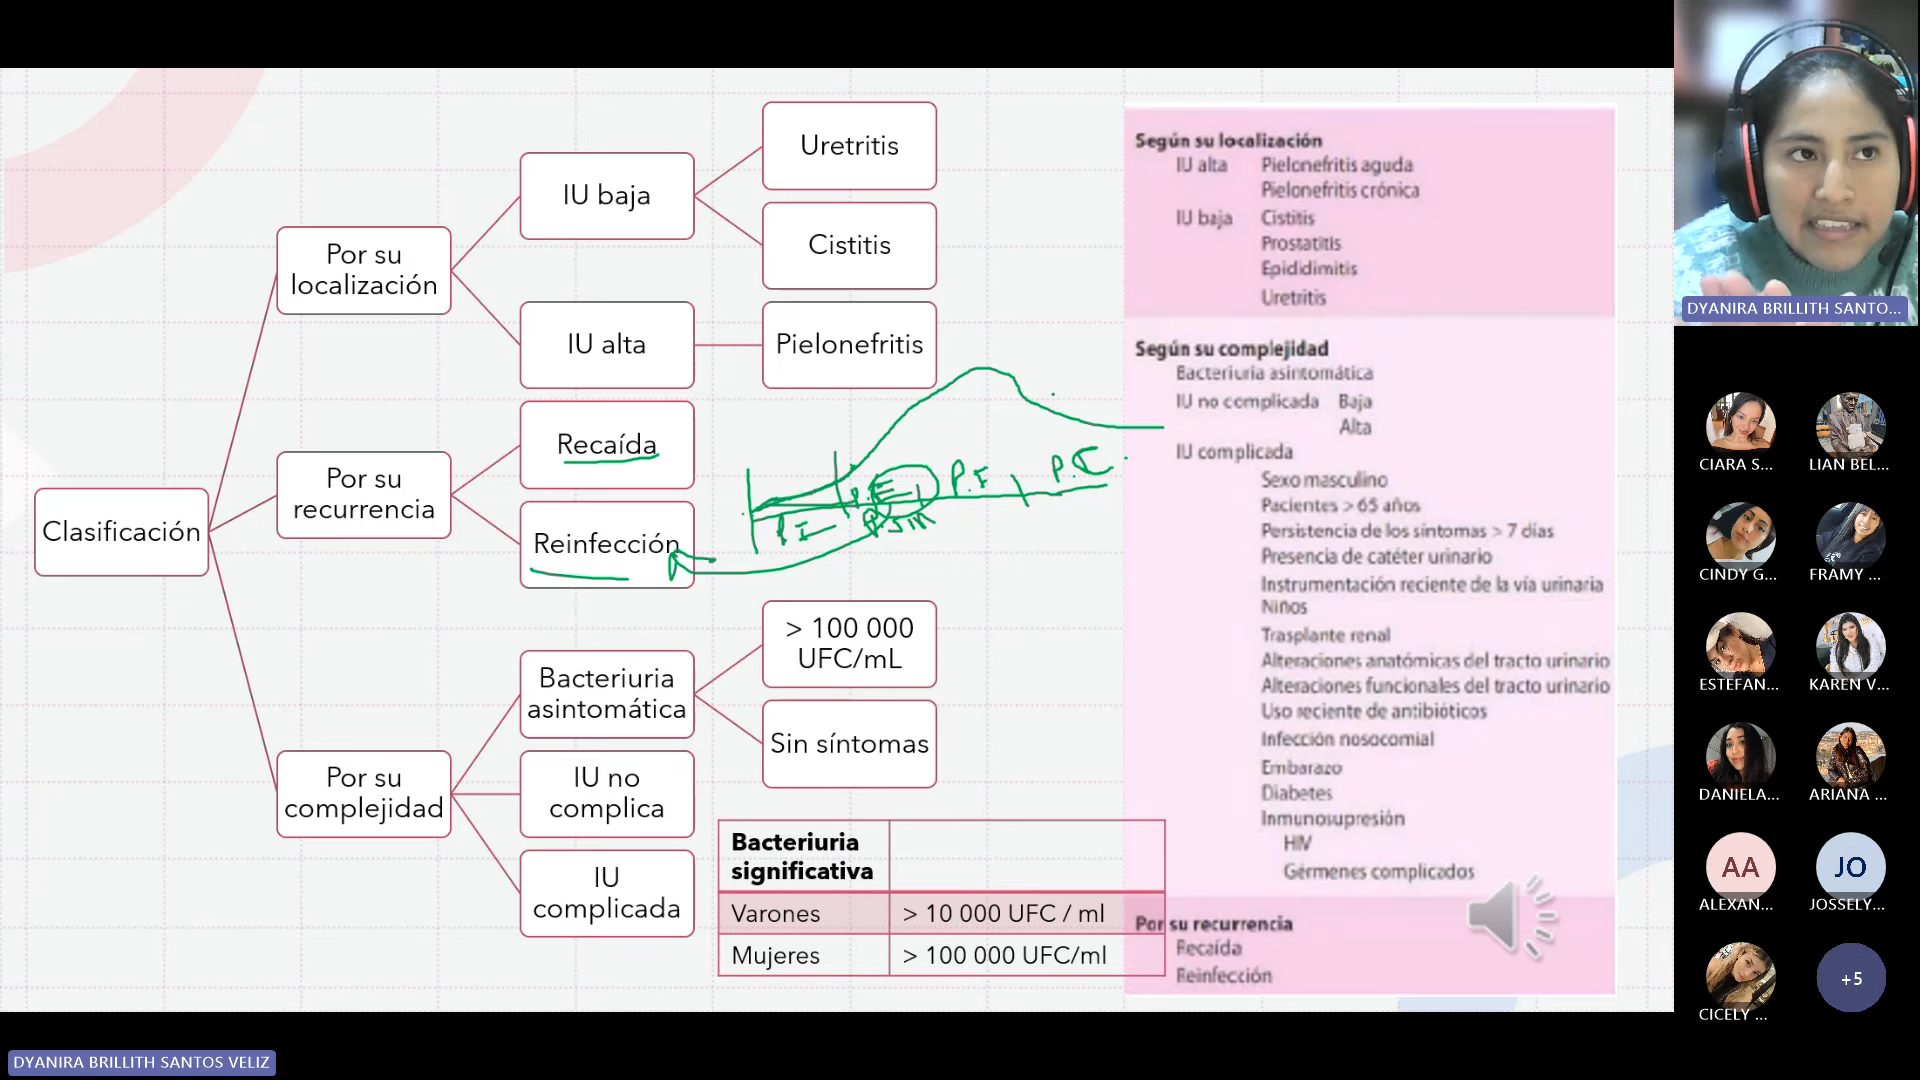 Clasificación
Por su
localización
IU baja
Uretritis
Cistitis
IU alta
Pielonefritis
Por su
recurrencia
Recaída
Reinfección
Por su
complejidad
Bacteriuria
asintomática
> 100 000
UFC/mL
Sin síntomas
IU no
complica
IU
complicada
P.E
P.F
P.C
PI
Bacteriuria
significativa
Varones > 10 000 UFC / ml
Mujeres > 100 000 UFC/ml
Según su localización
IU alta Pielonefritis aguda
Pielonefritis crónica
IU baja Cistitis
Prostatitis
Epididimitis
Uretritis
Según su complejidad
Bacteriuria asintomática
IU no complicada Baja
Alta
IU complicada
Sexo masculino
Pacientes > 65 años
Persistencia de los síntomas > 7 días
Presencia de catéter urinario
Instrumentación reciente de la vía urinaria
Niños
Trasplante renal
Alteraciones anatómicas del tracto urinario
Alteraciones funcionales del tracto urinario
Uso reciente de antibióticos
Infección nosocomial
Embarazo
Diabetes
Inmunosupresión
HIV
Gérmenes complicados
Por su recurrencia
Recaída
Reinfección
DYANIRA BRILLITH SANTO...
CIARA S...
LIAN BEL...
CINDY G...
FRAMY ...
ESTEFAN...
KAREN V...
DANIELA...
ARIANA ...
AA
JO
ALEXAN...
JOSSELY...
CICELY ...
+5
DYANIRA BRILLITH SANTOS VELIZ